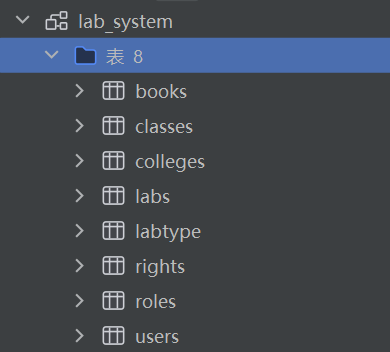 lab_system
表 8
books
classes
colleges
labs
labtype
rights
roles
users